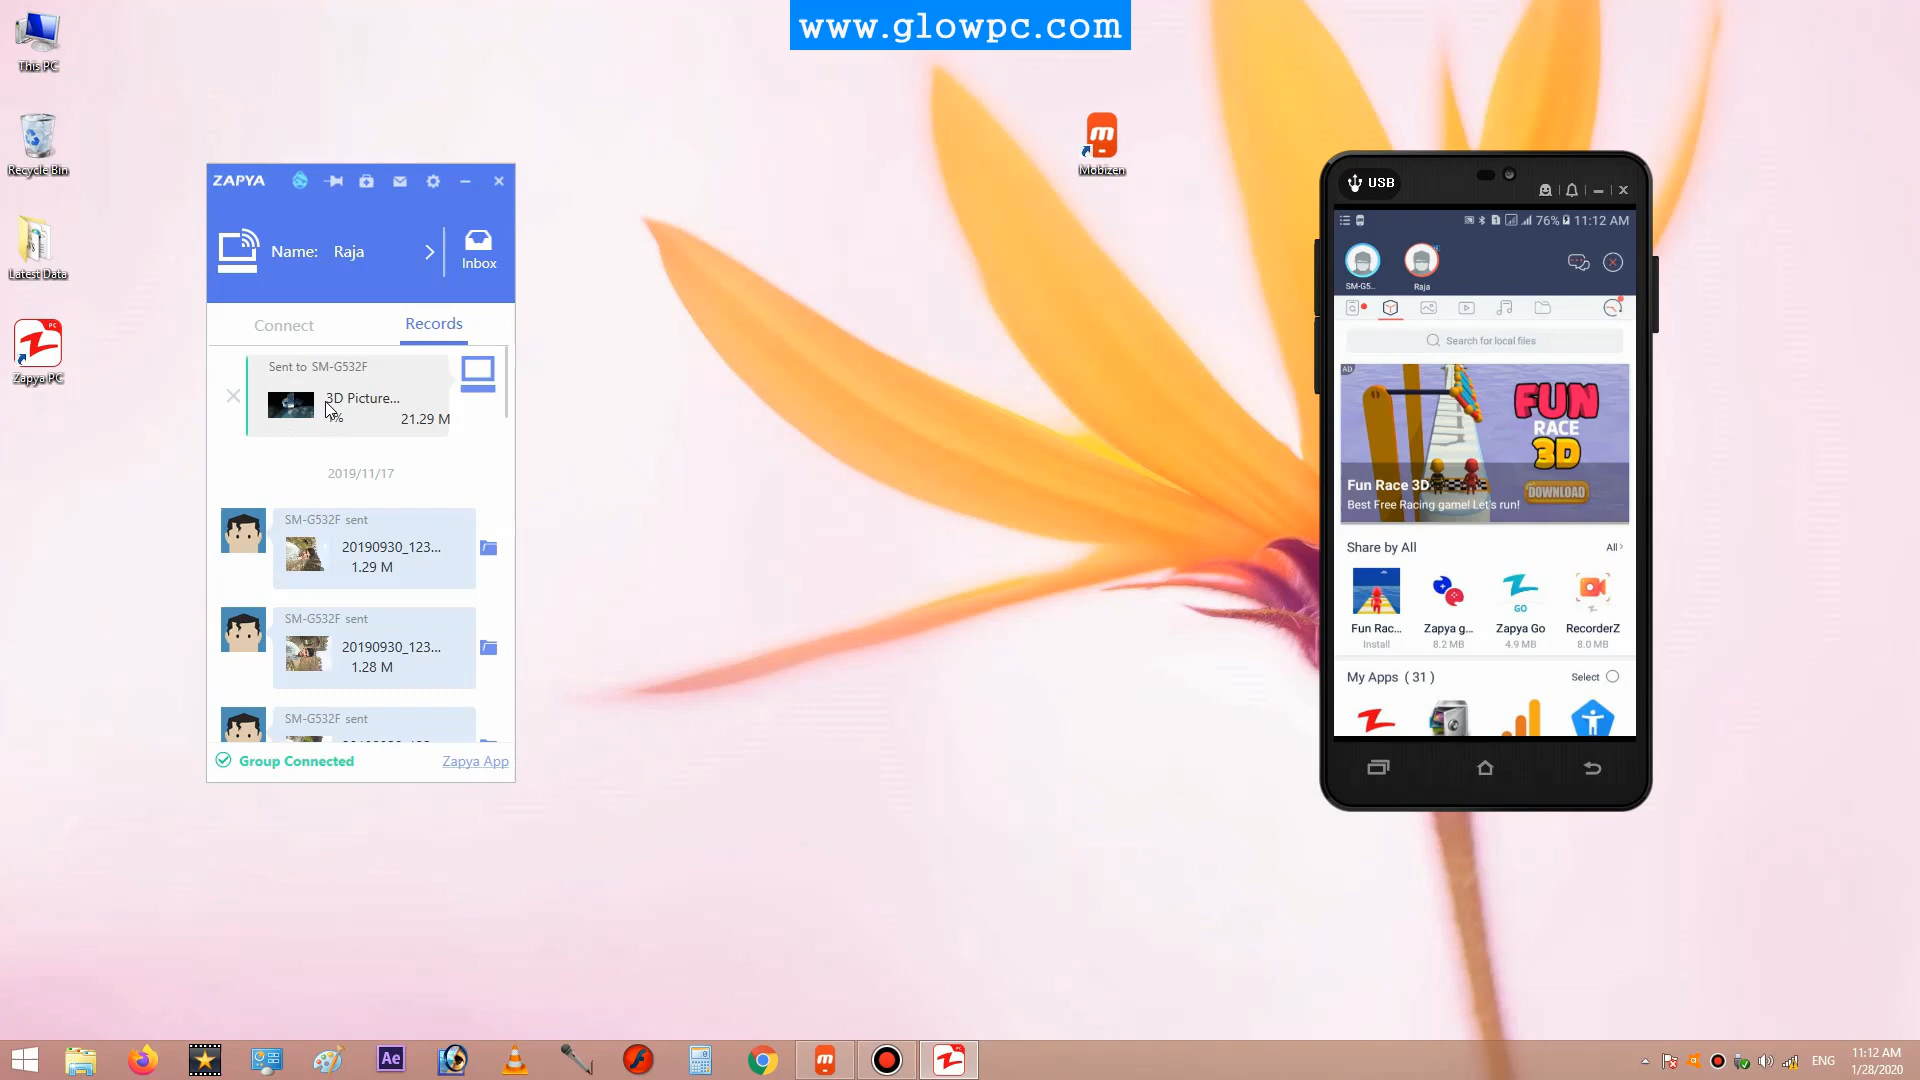 www.glowpc.com
This PC
Recycle Bin
Latest Data
PC
Zapya PC
Mobizen
ZAPYA
Name: Raja
Inbox
Connect
Records
Sent to SM-G532F
3D Picture...
21.29 M
2019/11/17
SM-G532F sent
20190930_123...
1.29 M
SM-G532F sent
20190930_123...
1.28 M
SM-G532F sent
Group Connected
Zapya App
USB
76%
11:12 AM
SM-G5..
Raja
Search for local files
AD
FUN
RACE
3D
DOWNLOAD
Fun Race 3D
Best Free Racing game! Let's run!
Share by All
All
GO
Fun Rac...
Install
Zapya g...
8.2 MB
Zapya Go
4.9 MB
RecorderZ
8.0 MB
My Apps ( 31 )
Select
Ae
ENG
11:12 AM
1/28/2020